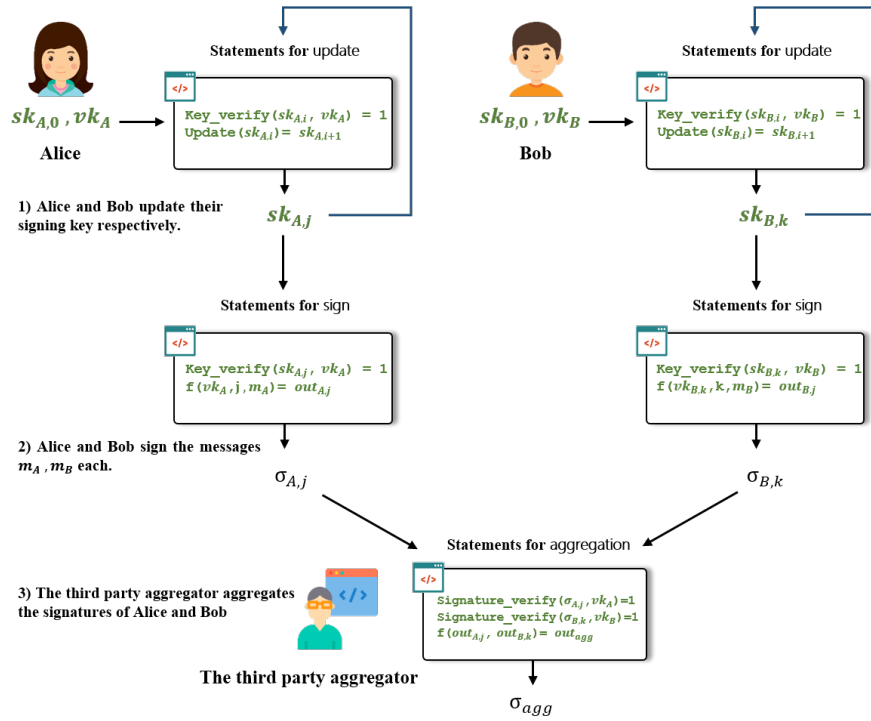 Statements for update
Statements for update
</>
</>
sk_{A,0} , vk_A
Key_verify(sk_{A,i}, vk_A) = 1
Update(sk_{A,i})= sk_{A,i+1}
Alice
sk_{B,0} , vk_B
Key_verify(sk_{B,i}, vk_B) = 1
Update(sk_{B,i})= sk_{B,i+1}
Bob
1) Alice and Bob update their
signing key respectively.
sk_{A,j}
sk_{B,k}
Statements for sign
Statements for sign
</>
</>
Key_verify(sk_{A,j}, vk_A) = 1
f(vk_A,j,m_A)= out_{A,j}
Key_verify(sk_{B,k}, vk_B) = 1
f(vk_{B,k},k,m_B)= out_{B,j}
2) Alice and Bob sign the messages
m_A , m_B each.
σ_{A,j}
σ_{B,k}
Statements for aggregation
</>
</>
3) The third party aggregator aggregates
the signatures of Alice and Bob
Signature_verify(σ_{A,j},vk_A)=1
Signature_verify(σ_{B,k},vk_B)=1
f(out_{A,j}, out_{B,k})= out_{agg}
The third party aggregator
σ_{agg}